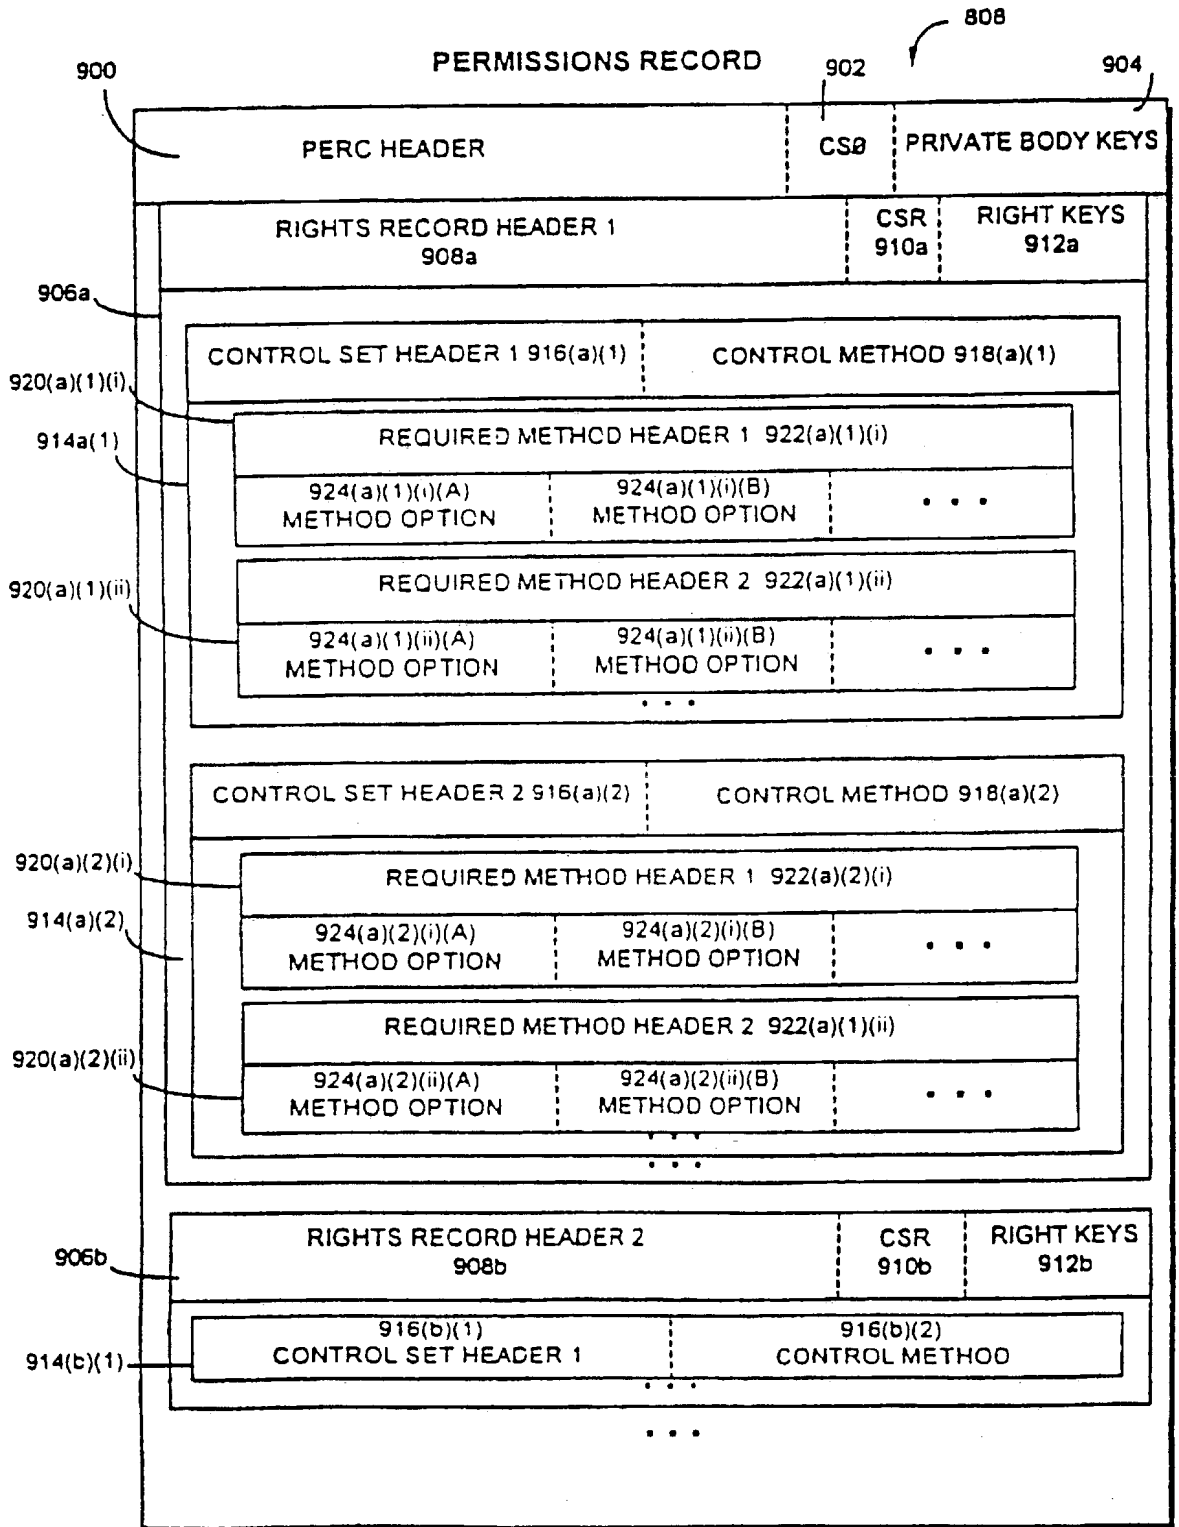 808
PERMISSIONS RECORD
900
902
904
PERC HEADER
CS0
PRIVATE BODY KEYS
RIGHTS RECORD HEADER 1
908a
CSR
910a
RIGHT KEYS
912a
906a
CONTROL SET HEADER 1 916(a)(1)
CONTROL METHOD 918(a)(1)
920(a)(1)(i)
REQUIRED METHOD HEADER 1 922(a)(1)(i)
914a(1)
924(a)(1)(i)(A)
METHOD OPTION
924(a)(1)(i)(B)
METHOD OPTION
• • •
920(a)(1)(ii)
REQUIRED METHOD HEADER 2 922(a)(1)(ii)
924(a)(1)(ii)(A)
METHOD OPTION
924(a)(1)(ii)(B)
METHOD OPTION
• • •
• • •
CONTROL SET HEADER 2 916(a)(2)
CONTROL METHOD 918(a)(2)
920(a)(2)(i)
REQUIRED METHOD HEADER 1 922(a)(2)(i)
914(a)(2)
924(a)(2)(i)(A)
METHOD OPTION
924(a)(2)(i)(B)
METHOD OPTION
• • •
REQUIRED METHOD HEADER 2 922(a)(1)(ii)
920(a)(2)(ii)
924(a)(2)(ii)(A)
METHOD OPTION
924(a)(2)(ii)(B)
METHOD OPTION
• • •
• • •
• • •
RIGHTS RECORD HEADER 2
908b
CSR
910b
RIGHT KEYS
912b
906b
914(b)(1)
916(b)(1)
CONTROL SET HEADER 1
916(b)(2)
CONTROL METHOD
• • •
• • •